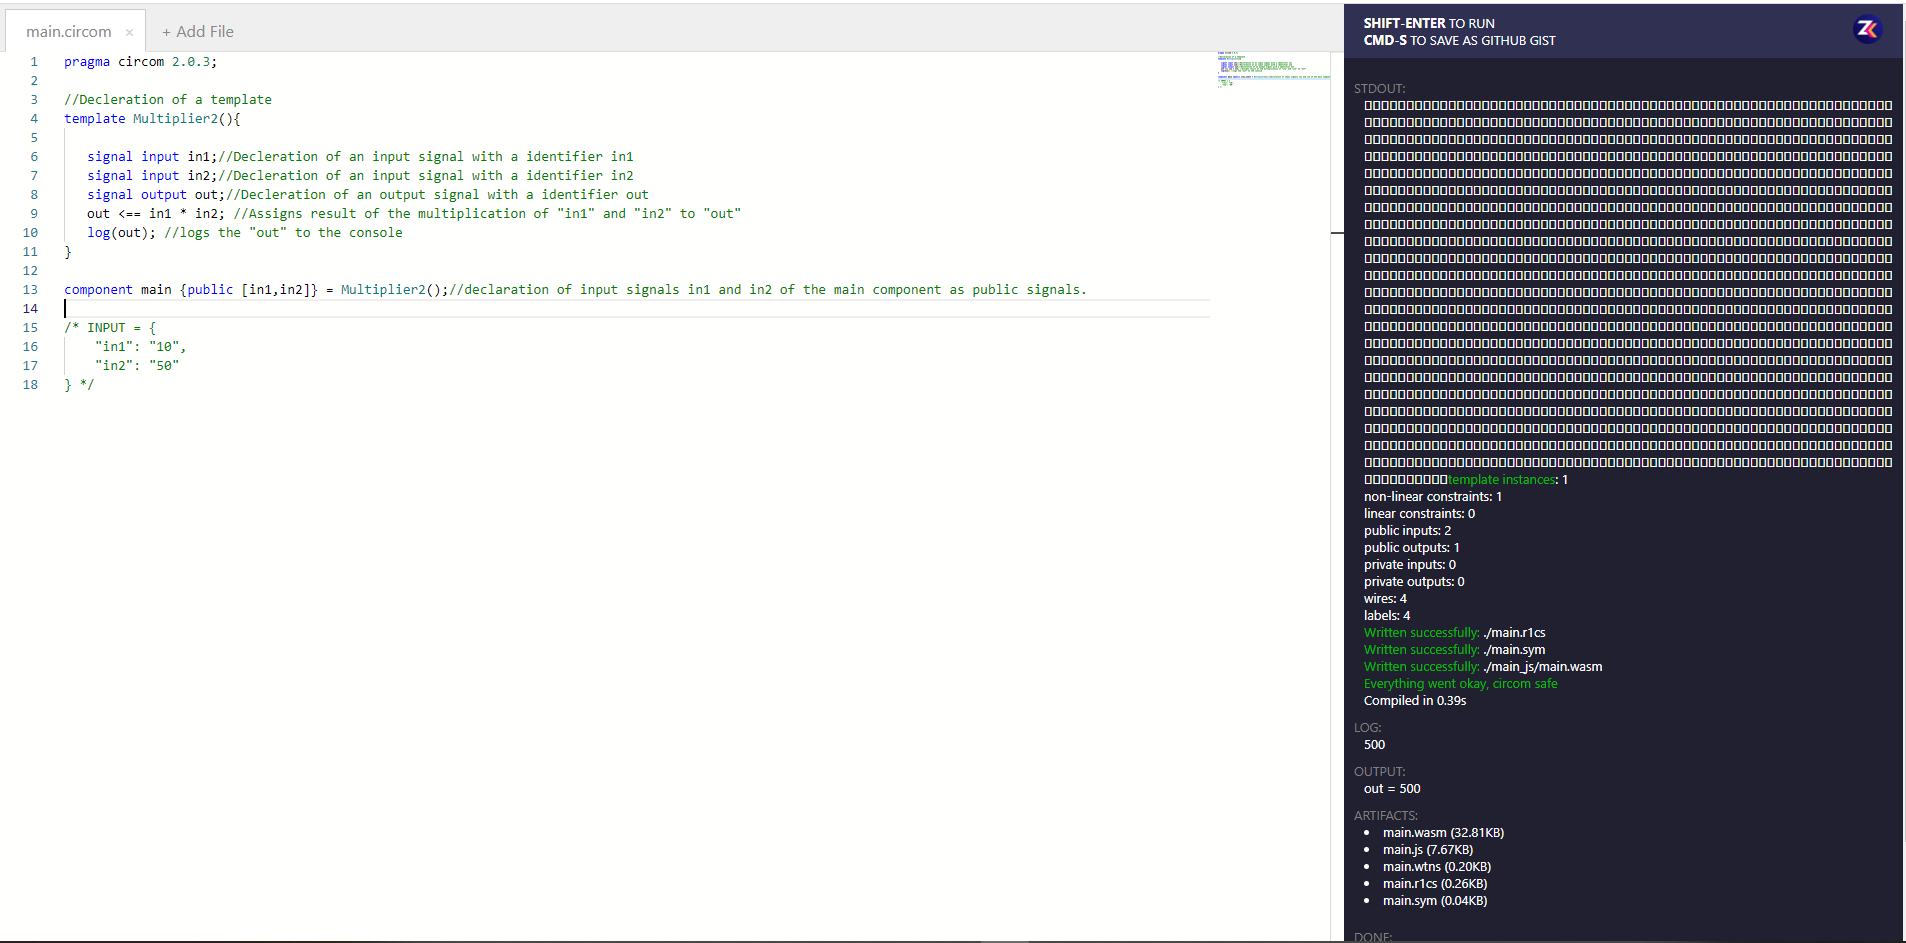 main.circom ×
+ Add File
SHIFT-ENTER TO RUN
CMD-S TO SAVE AS GITHUB GIST
1 pragma circom 2.0.3;
2
3 //Decleration of a template
4 template Multiplier2(){
5
6 signal input in1;//Decleration of an input signal with a identifier in1
7 signal input in2;//Decleration of an input signal with a identifier in2
8 signal output out;//Decleration of an output signal with a identifier out
9 out <== in1 * in2; //Assigns result of the multiplication of "in1" and "in2" to "out"
10 log(out); //logs the "out" to the console
11 }
12
13 component main {public [in1,in2]} = Multiplier2();//declaration of input signals in1 and in2 of the main component as public signals.
14
15 /* INPUT = {
16 "in1": "10",
17 "in2": "50"
18 } */
STDOUT:
template instances: 1
non-linear constraints: 1
linear constraints: 0
public inputs: 2
public outputs: 1
private inputs: 0
private outputs: 0
wires: 4
labels: 4
Written successfully: ./main.r1cs
Written successfully: ./main.sym
Written successfully: ./main_js/main.wasm
Everything went okay, circom safe
Compiled in 0.39s
LOG:
500
OUTPUT:
out = 500
ARTIFACTS:
• main.wasm (32.81KB)
• main.js (7.67KB)
• main.wtns (0.20KB)
• main.r1cs (0.26KB)
• main.sym (0.04KB)
DONE: